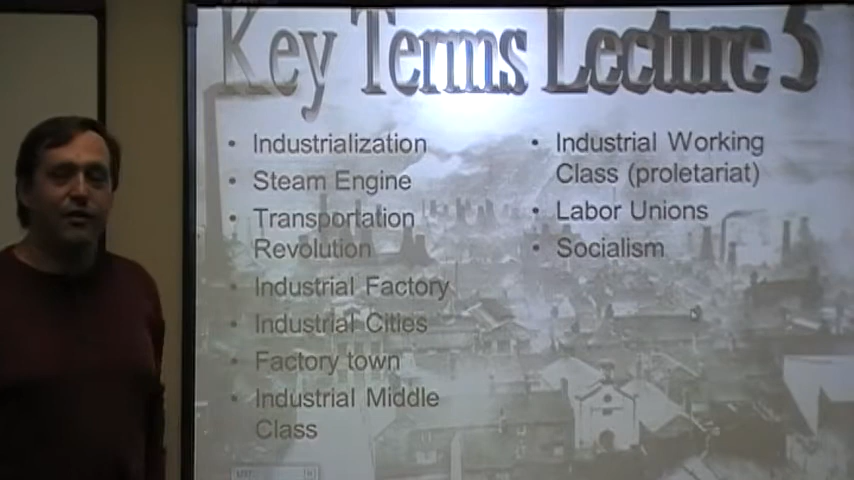 Key Terms Lecture 5
• Industrialization
• Steam Engine
• Transportation
Revolution
• Industrial Factory
• Industrial Cities
• Factory town
• Industrial Middle
Class
• Industrial Working
Class (proletariat)
• Labor Unions
• Socialism